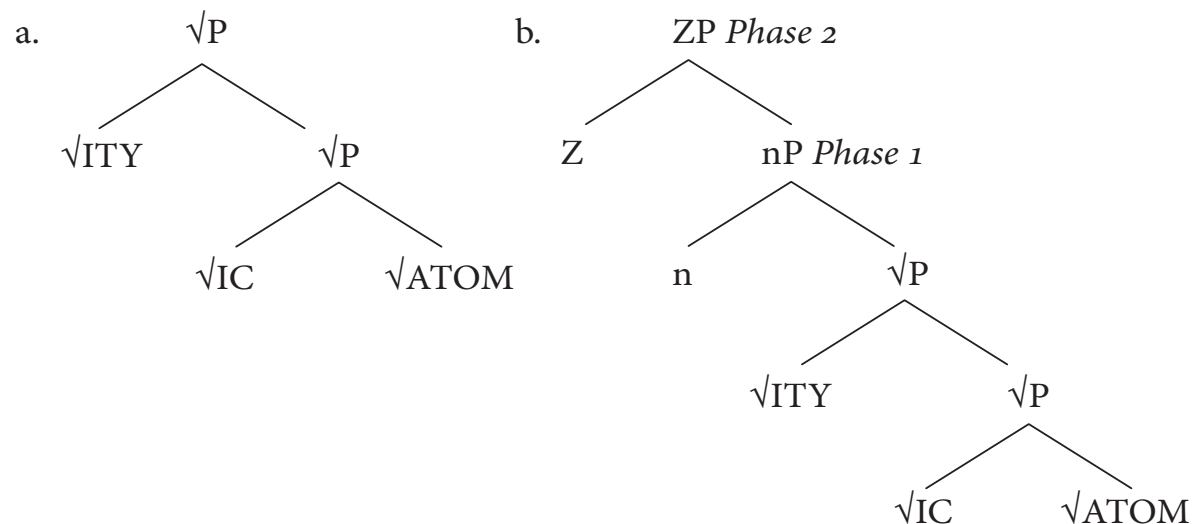 a. √P b. ZP Phase 2
√ITY √P Z nP Phase 1
√IC √ATOM n √P
√ITY √P
√IC √ATOM